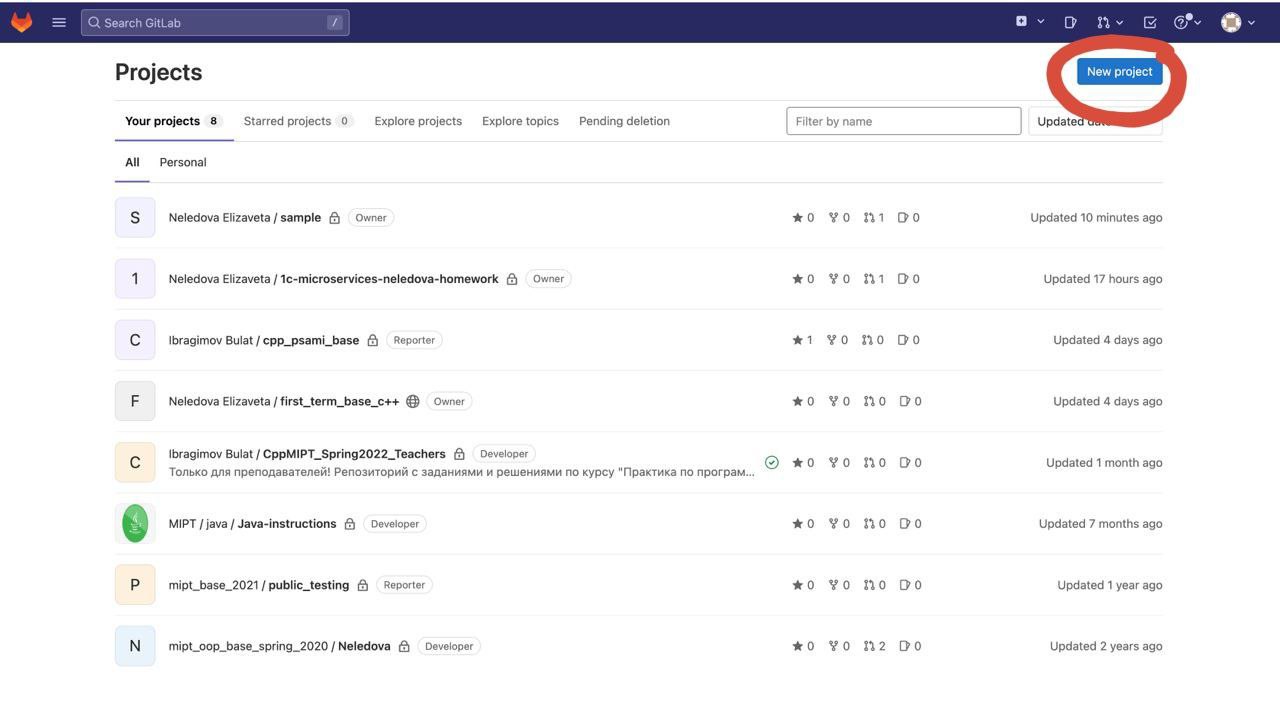 Search GitLab /
Projects
New project
Your projects 8 Starred projects 0 Explore projects Explore topics Pending deletion Filter by name Updated date
All Personal
S Neledova Elizaveta / sample Owner 0 0 1 0 Updated 10 minutes ago
1 Neledova Elizaveta / 1c-microservices-neledova-homework Owner 0 0 1 0 Updated 17 hours ago
C Ibragimov Bulat / cpp_psami_base Reporter 1 0 0 0 Updated 4 days ago
F Neledova Elizaveta / first_term_base_c++ Owner 0 0 0 0 Updated 4 days ago
C Ibragimov Bulat / CppMIPT_Spring2022_Teachers Developer 0 0 0 0 Updated 1 month ago
Только для преподавателей! Репозиторий с заданиями и решениями по курсу "Практика по програм...
MIPT / java / Java-instructions Developer 0 0 0 0 Updated 7 months ago
P mipt_base_2021 / public_testing Reporter 0 0 0 0 Updated 1 year ago
N mipt_oop_base_spring_2020 / Neledova Developer 0 0 2 0 Updated 2 years ago